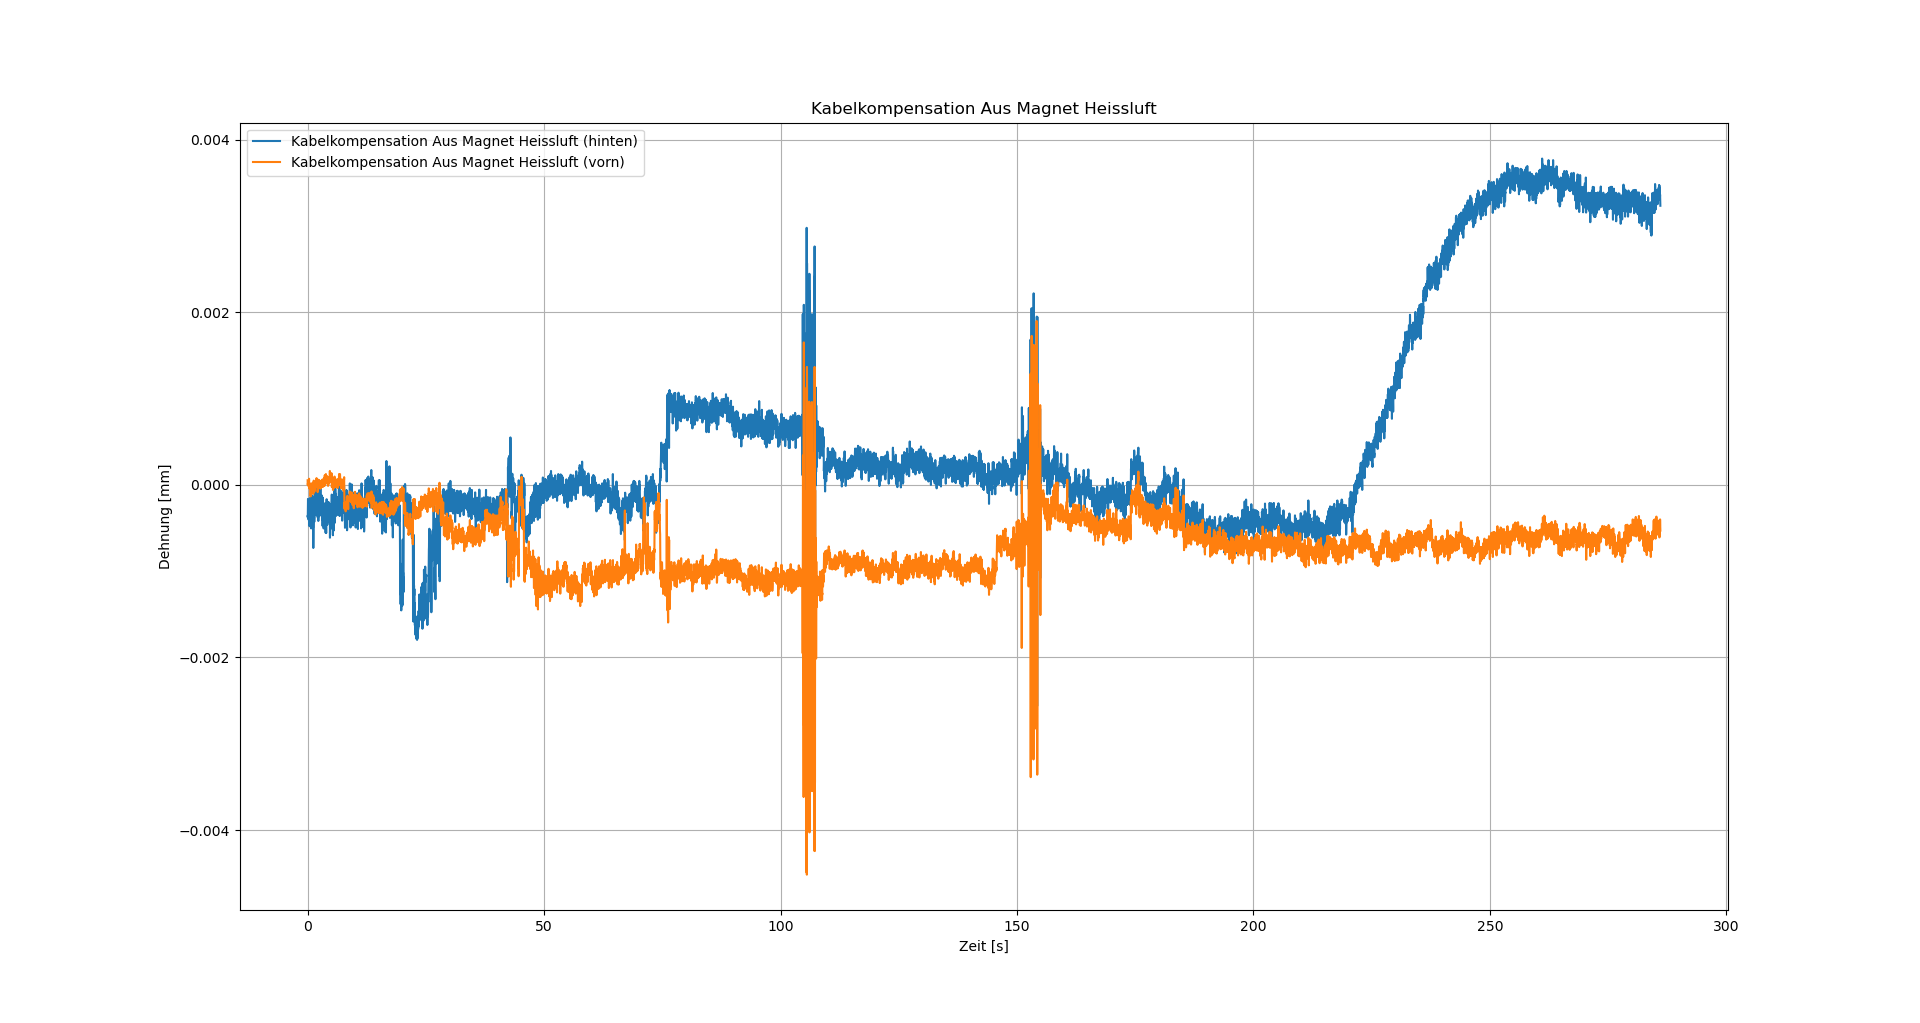 Kabelkompensation Aus Magnet Heissluft
Kabelkompensation Aus Magnet Heissluft (hinten)
Kabelkompensation Aus Magnet Heissluft (vorn)
0.004
0.002
0.000
−0.002
−0.004
Dehnung [mm]
0 50 100 150 200 250 300
Zeit [s]